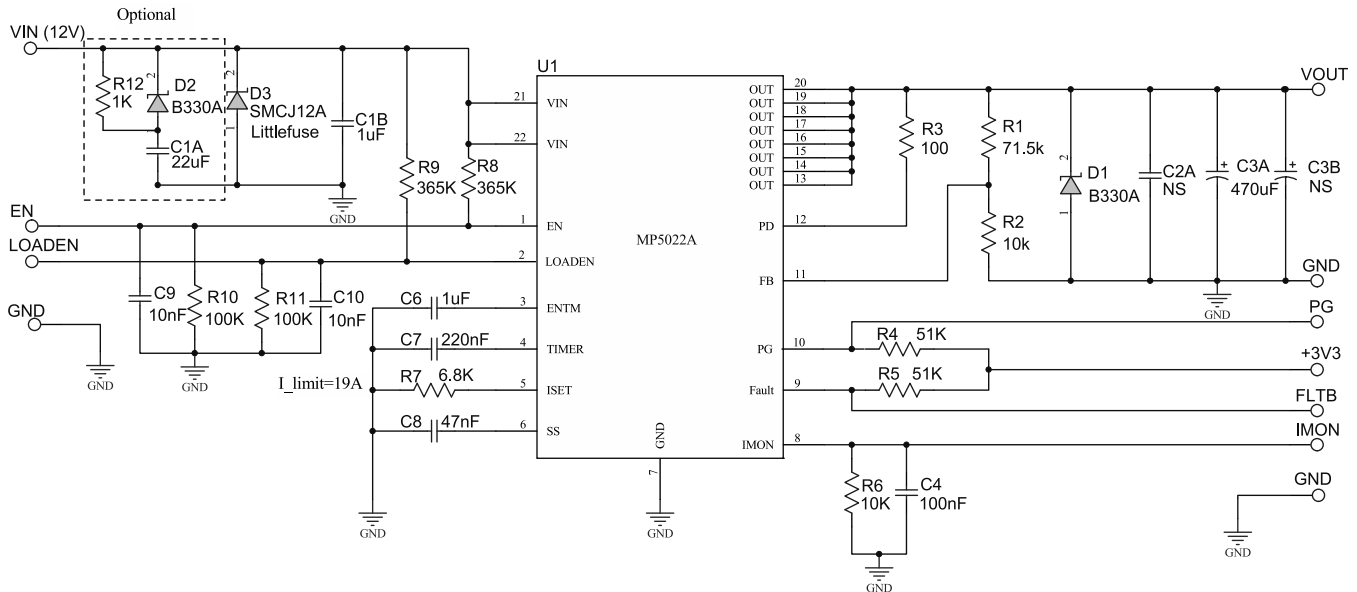 Optional
VIN (12V)
R12
1K
2
D2
B330A
C1A
22uF
2
1
D3
SMCJ12A
Littlefuse
C1B
1uF
GND
R9
365K
R8
365K
EN
LOADEN
C9
10nF
R10
100K
R11
100K
C10
10nF
GND
GND
GND
C6
1uF
C7
220nF
I_limit=19A
R7
6.8K
C8
47nF
GND
U1
21
VIN
22
VIN
1
EN
2
LOADEN
3
ENTM
4
TIMER
5
ISET
6
SS
MP5022A
GND
7
GND
OUT
20
OUT
19
OUT
18
OUT
17
OUT
16
OUT
15
OUT
14
OUT
13
PD
12
FB
11
PG
10
Fault
9
IMON
8
R3
100
R1
71.5k
R2
10k
2
1
D1
B330A
C2A
NS
+
C3A
470uF
+
C3B
NS
VOUT
GND
GND
PG
R4
51K
R5
51K
+3V3
FLTB
IMON
R6
10K
C4
100nF
GND
GND
GND